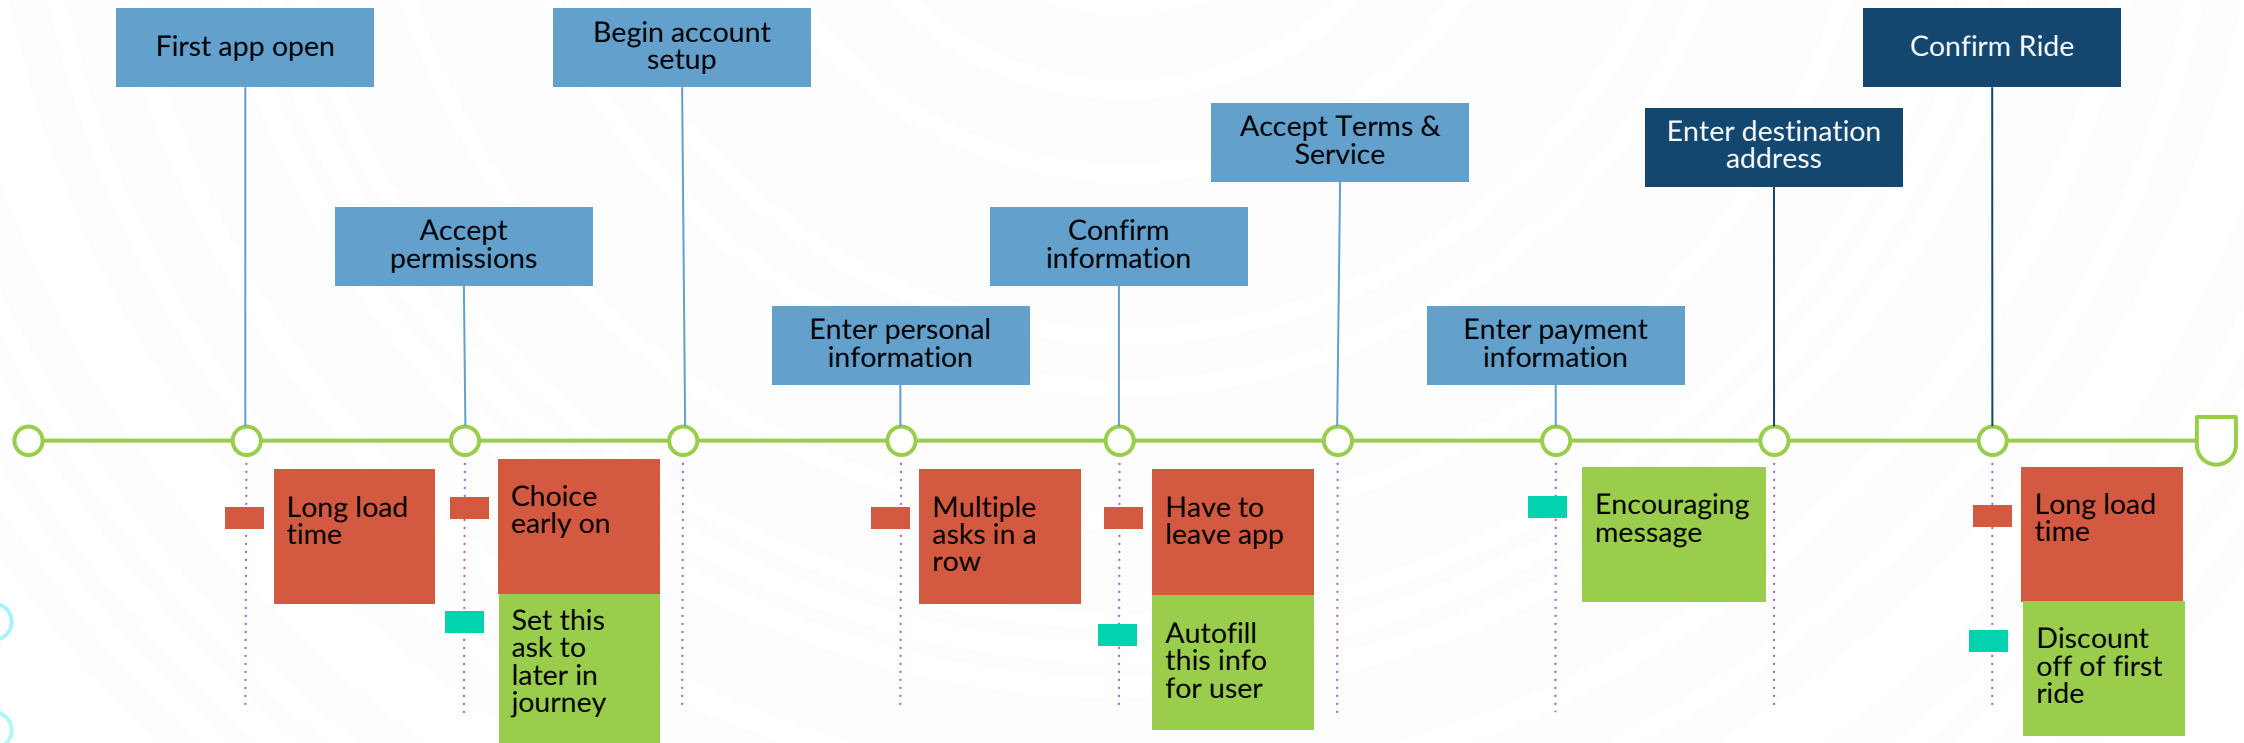 First app open
Begin account
setup
Confirm Ride
Accept Terms &
Service
Enter destination
address
Accept
permissions
Confirm
information
Enter personal
information
Enter payment
information
Long load
time
Choice
early on
Set this
ask to
later in
journey
Multiple
asks in a
row
Have to
leave app
Autofill
this info
for user
Encouraging
message
Long load
time
Discount
off of first
ride